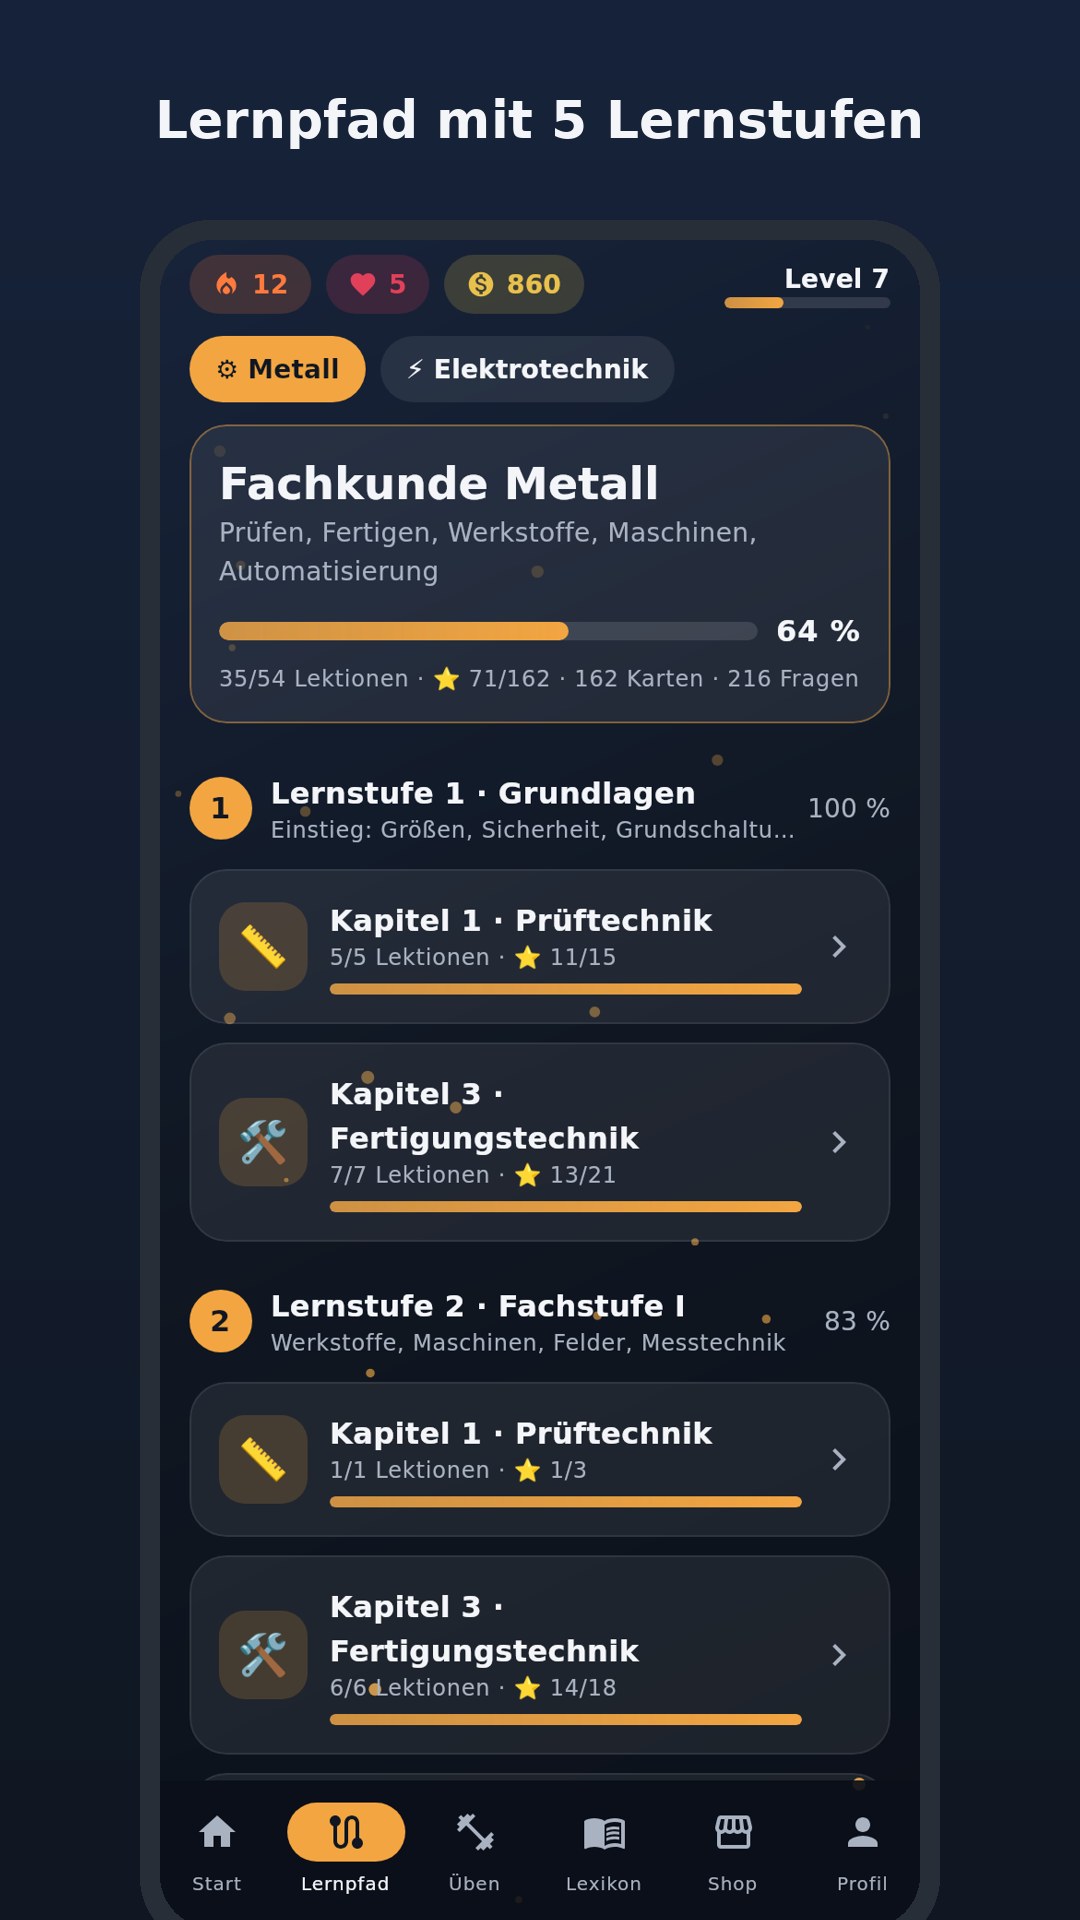 Lernpfad mit 5 Lernstufen
12
5
860
Level 7
Metall
Elektrotechnik
Fachkunde Metall
Prüfen, Fertigen, Werkstoffe, Maschinen,
Automatisierung
64 %
35/54 Lektionen · ⭐ 71/162 · 162 Karten · 216 Fragen
1
Lernstufe 1 · Grundlagen
100 %
Einstieg: Größen, Sicherheit, Grundschaltu...
Kapitel 1 · Prüftechnik
5/5 Lektionen · ⭐ 11/15
Kapitel 3 ·
Fertigungstechnik
7/7 Lektionen · ⭐ 13/21
2
Lernstufe 2 · Fachstufe I
83 %
Werkstoffe, Maschinen, Felder, Messtechnik
Kapitel 1 · Prüftechnik
1/1 Lektionen · ⭐ 1/3
Kapitel 3 ·
Fertigungstechnik
6/6 Lektionen · ⭐ 14/18
Start
Lernpfad
Üben
Lexikon
Shop
Profil